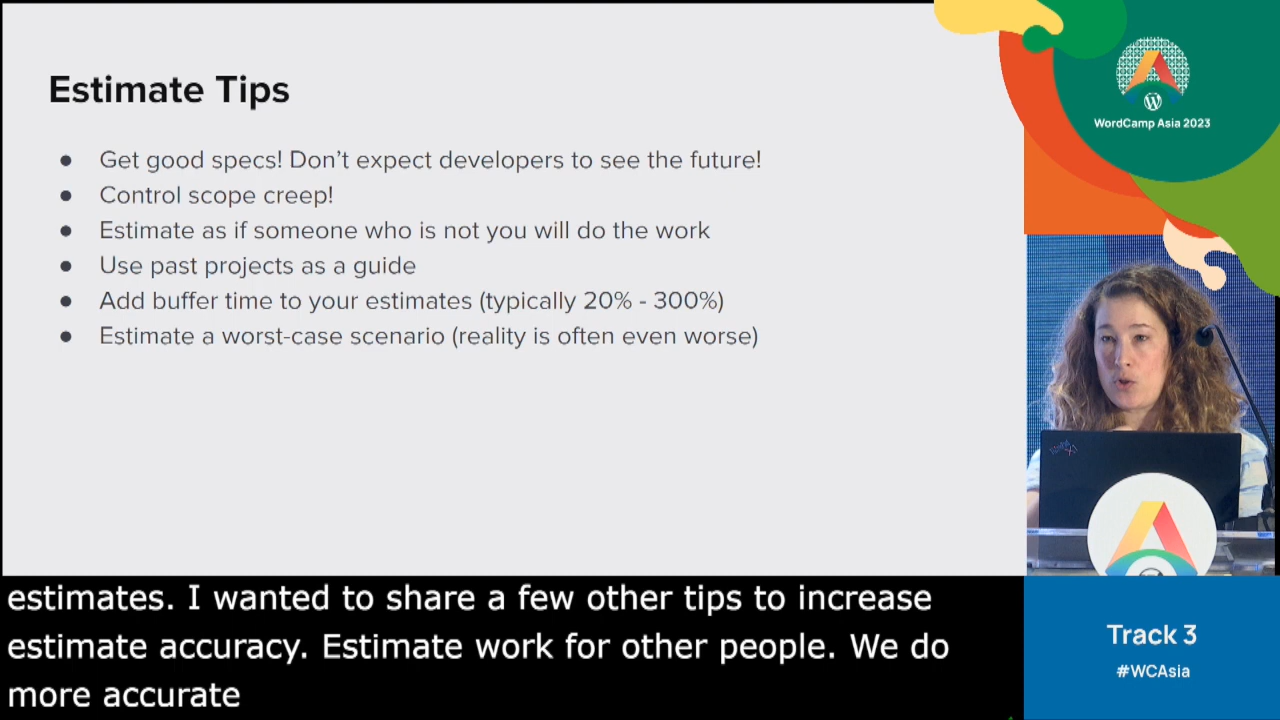 Estimate Tips
● Get good specs! Don’t expect developers to see the future!
● Control scope creep!
● Estimate as if someone who is not you will do the work
● Use past projects as a guide
● Add buffer time to your estimates (typically 20% - 300%)
● Estimate a worst-case scenario (reality is often even worse)
WordCamp Asia 2023
estimates. I wanted to share a few other tips to increase
estimate accuracy. Estimate work for other people. We do
more accurate
Track 3
#WCAsia